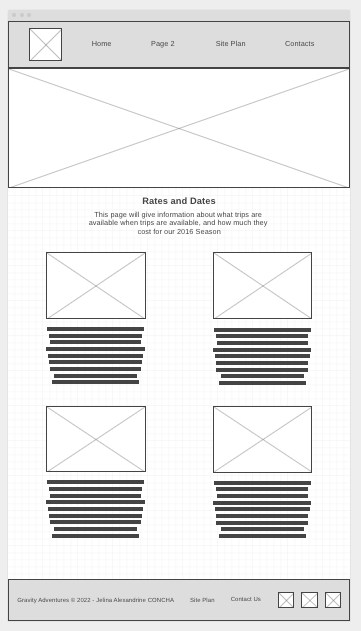 Home Page 2 Site Plan Contacts
Rates and Dates
This page will give information about what trips are
available when trips are available, and how much they
cost for our 2016 Season
Gravity Adventures © 2022 - Jelina Alexandrine CONCHA Site Plan Contact Us